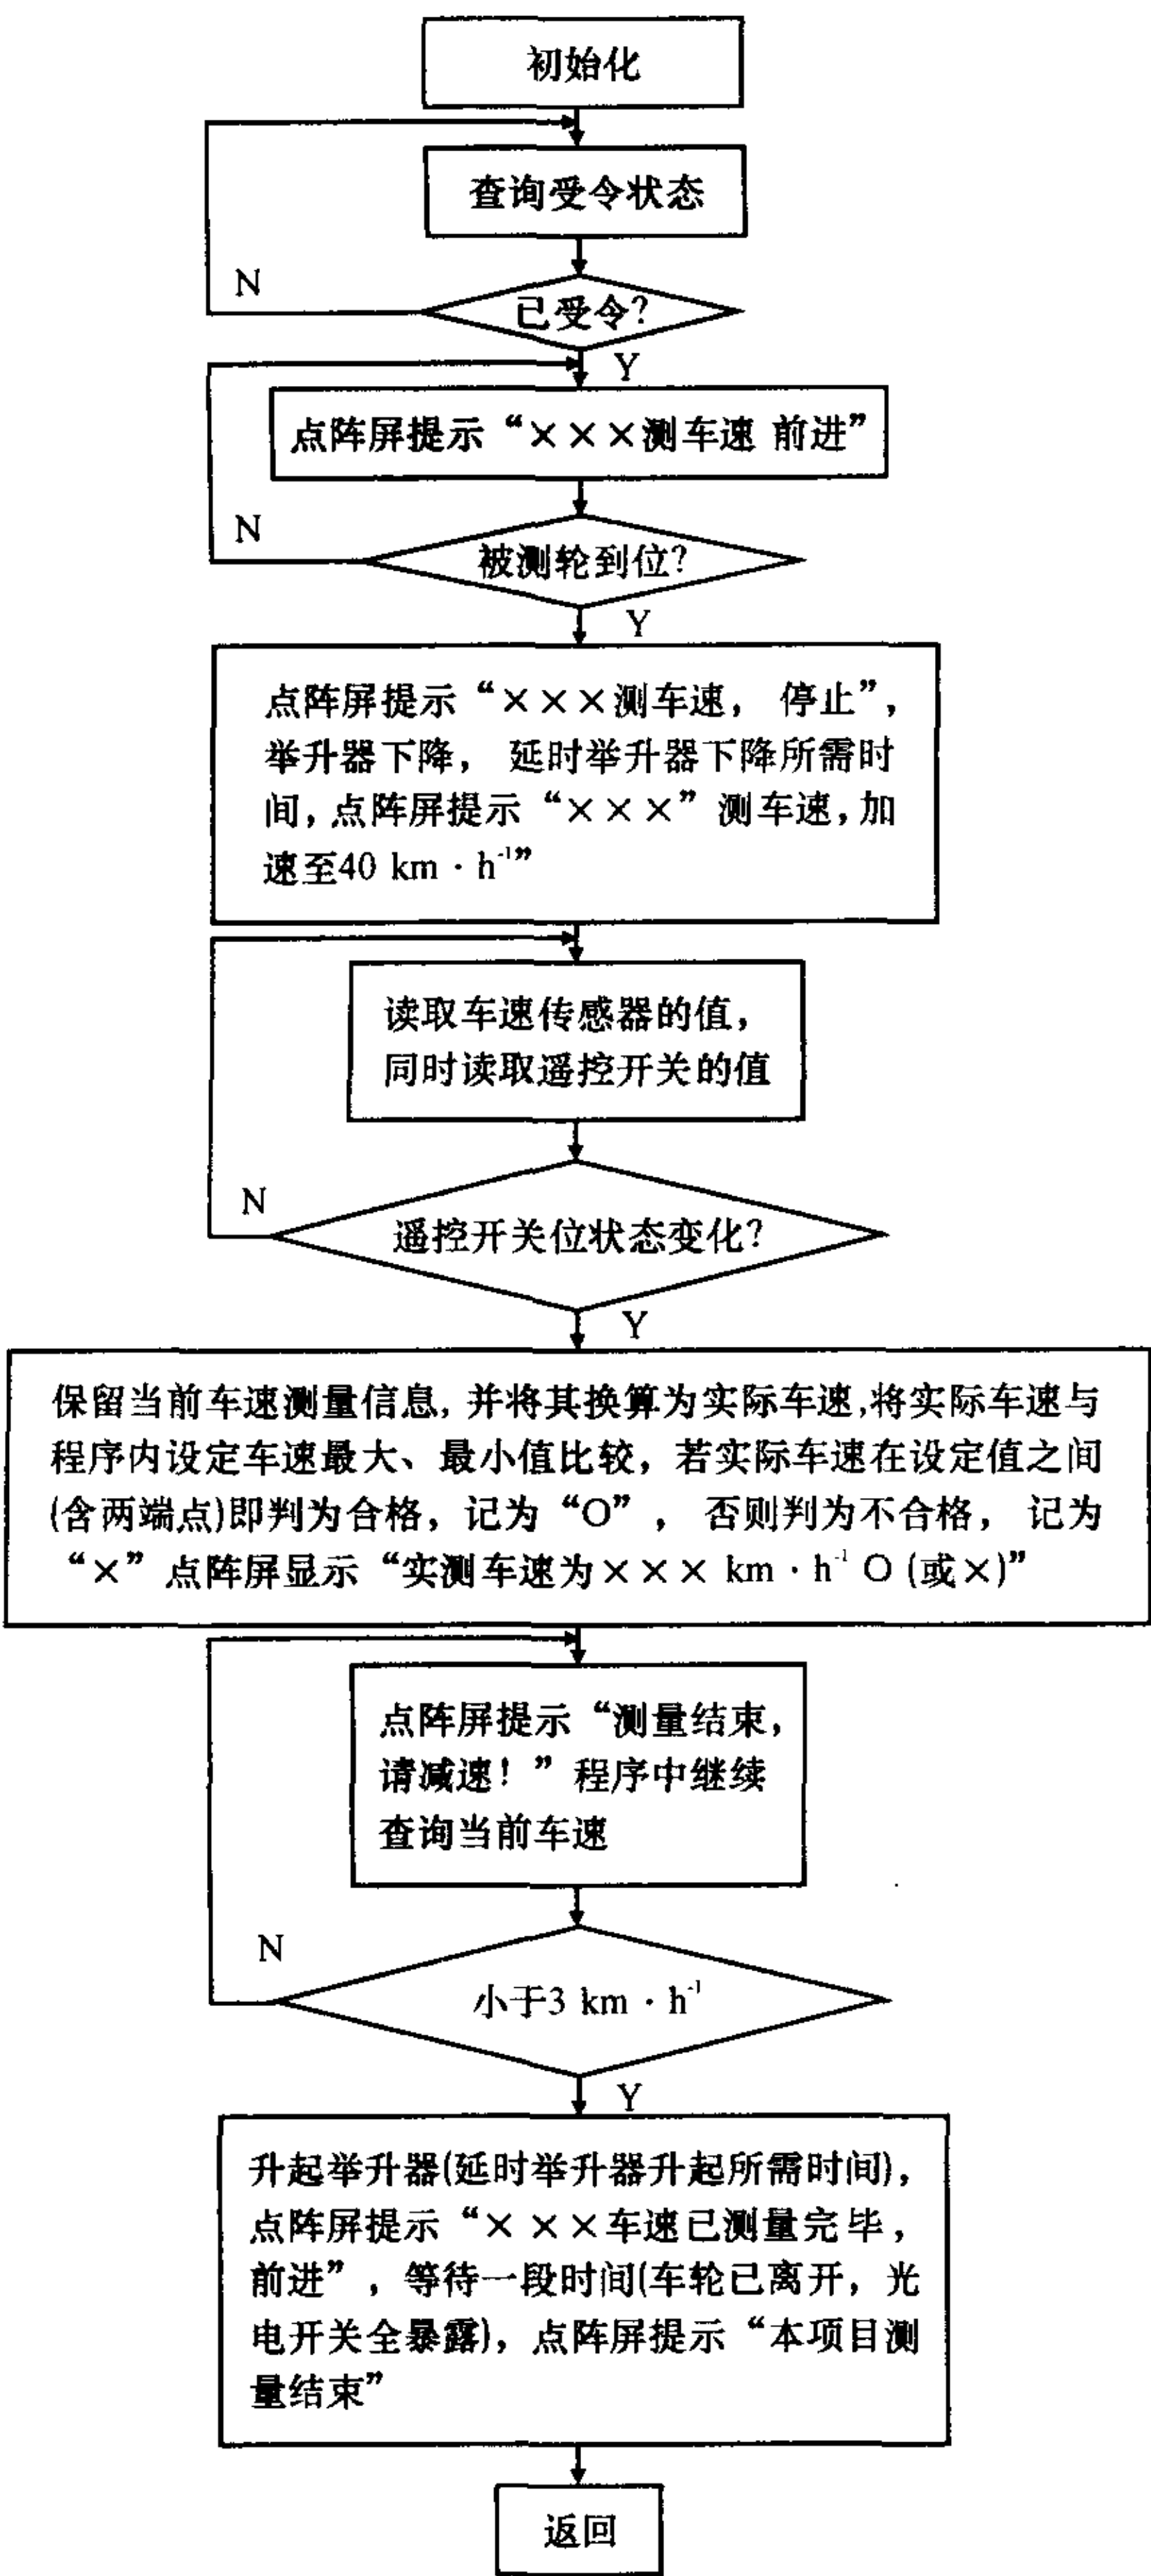 初始化
查询受令状态
N
已受令?
Y
点阵屏提示“×××测车速 前进”
N
被测轮到位?
Y
点阵屏提示“×××测车速， 停止”，
举升器下降， 延时举升器下降所需时
间，点阵屏提示“×××”测车速，加
速至40 km·h⁻¹”
读取车速传感器的值，
同时读取遥控开关的值
N
遥控开关位状态变化?
Y
保留当前车速测量信息，并将其换算为实际车速，将实际车速与
程序内设定车速最大、最小值比较，若实际车速在设定值之间
(含两端点)即判为合格，记为“O”， 否则判为不合格， 记为
“×”点阵屏显示“实测车速为××× km·h⁻¹ O (或×)”
点阵屏提示“测量结束，
请减速！”程序中继续
查询当前车速
N
小于3 km·h⁻¹
Y
升起举升器(延时举升器升起所需时间)，
点阵屏提示“×××车速已测量完毕，
前进”，等待一段时间(车轮已离开，光
电开关全暴露)，点阵屏提示“本项目测
量结束”
返回